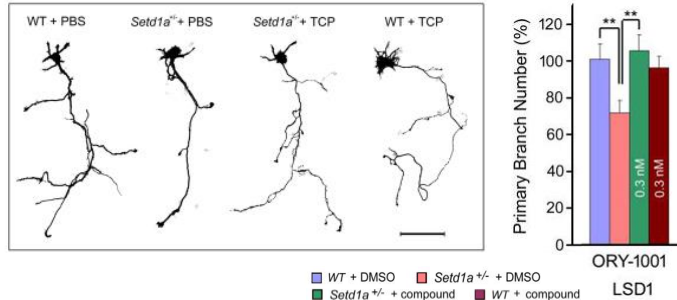 WT + PBS
Setd1a+/- + PBS
Setd1a+/- + TCP
WT + TCP
Primary Branch Number (%)
120
100
80
60
40
20
0
**
**
0.3 nM
0.3 nM
ORY-1001
LSD1
WT + DMSO
Setd1a +/- + DMSO
Setd1a +/- + compound
WT + compound